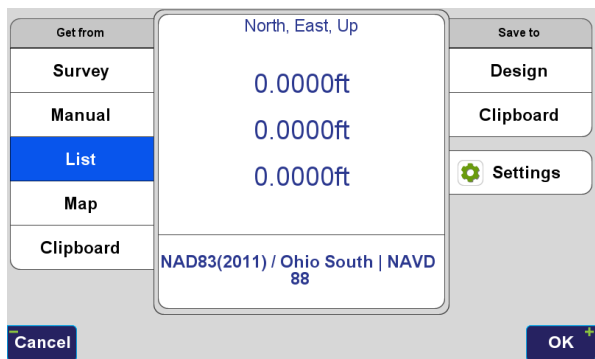 Get from
North, East, Up
Save to
Survey
Manual
List
Map
Clipboard
0.0000ft
0.0000ft
0.0000ft
NAD83(2011) / Ohio South | NAVD
88
Design
Clipboard
Settings
Cancel
OK